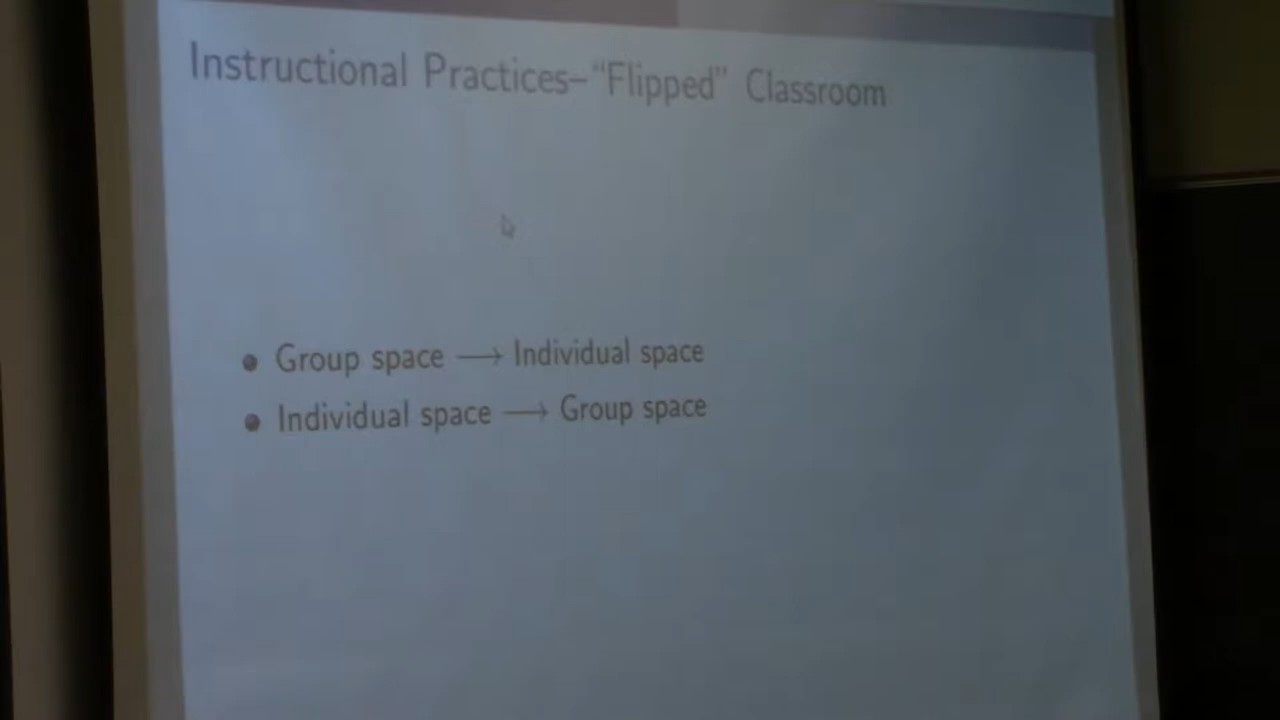 Instructional Practices–“Flipped” Classroom
• Group space ⟶ Individual space
• Individual space ⟶ Group space